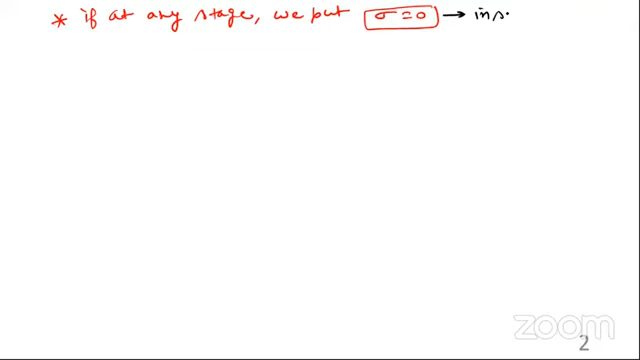 * if at any stage, we put σ = 0 → ins.
zoom
2